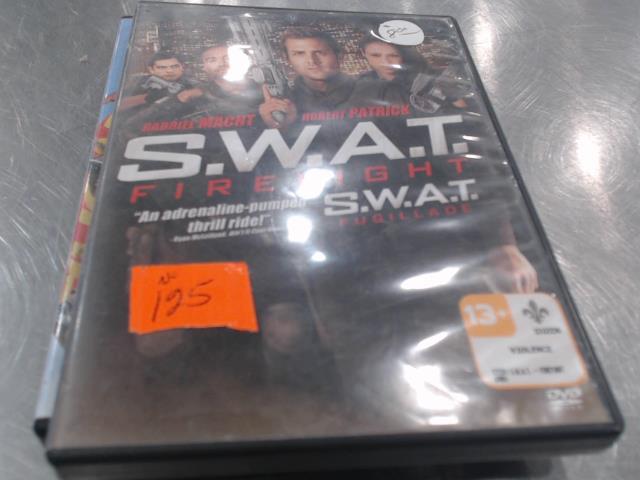 GABRIEL MACHT ROBERT PATRICK
S.W.A.T.
FIREFIGHT
"An adrenaline-pumped
thrill ride!"
S.W.A.T.
FUSILLADE
125
13+
VIOLENCE
DVD